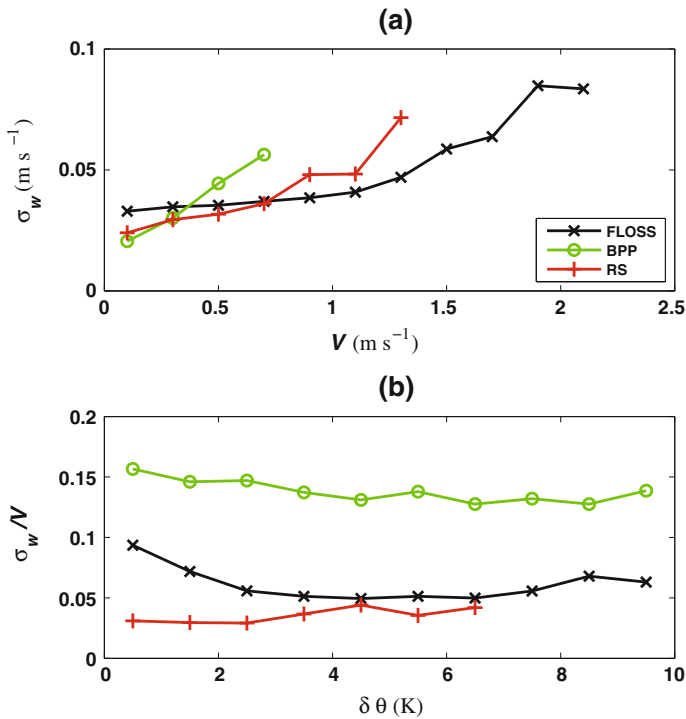 (a)
0.1
0.05
0
σw (m s−1)
0 0.5 1 1.5 2 2.5
V (m s−1)
FLOSS
BPP
RS
(b)
0.2
0.15
0.1
0.05
0
σw/V
0 2 4 6 8 10
δ θ (K)